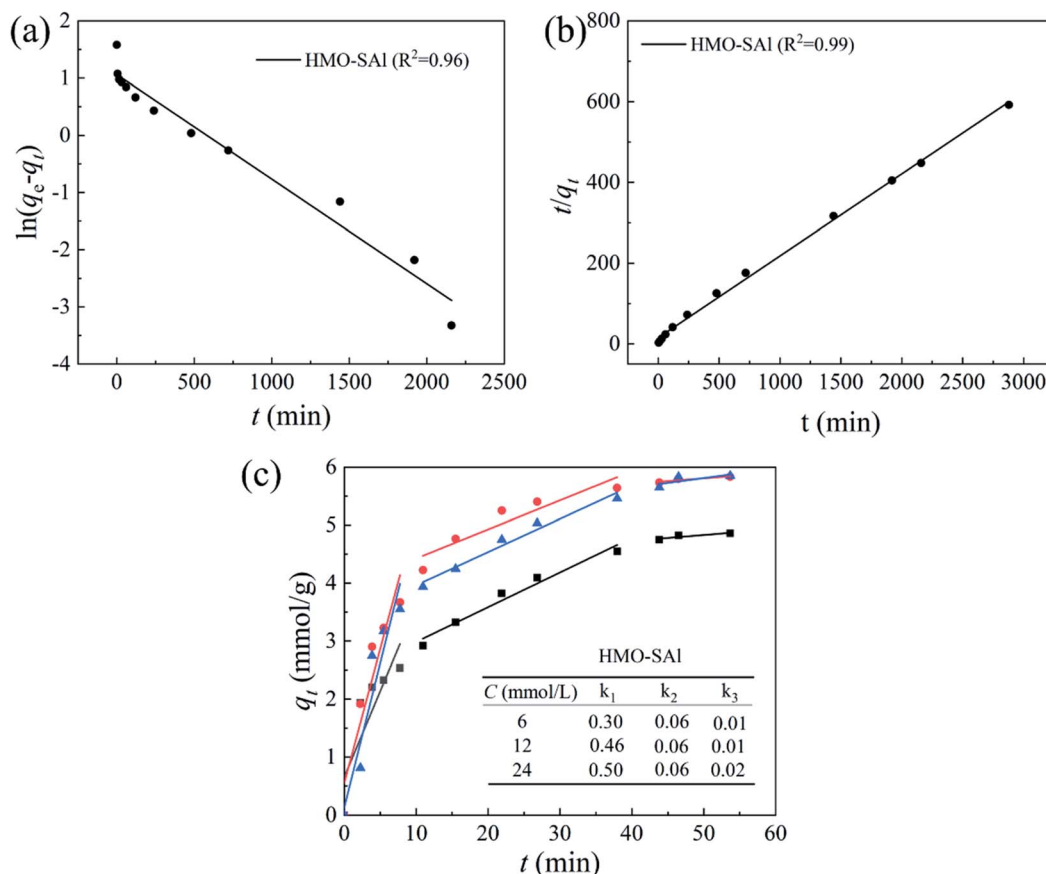 (a)
2
1
0
-1
-2
-3
-4
ln(qe-qt)
HMO-SAl (R²=0.96)
0
500
1000
1500
2000
2500
t (min)
(b)
800
600
400
200
0
t/qt
HMO-SAl (R²=0.99)
0
500
1000
1500
2000
2500
3000
t (min)
(c)
6
5
4
3
2
1
0
qt (mmol/g)
HMO-SAl
C (mmol/L) k1 k2 k3
6 0.30 0.06 0.01
12 0.46 0.06 0.01
24 0.50 0.06 0.02
0
10
20
30
40
50
60
t (min)